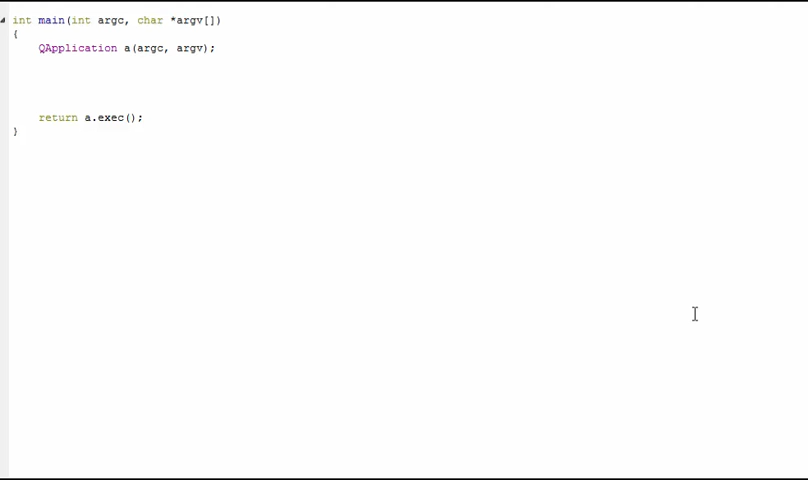 int main(int argc, char *argv[])
{
    QApplication a(argc, argv);
    return a.exec();
}